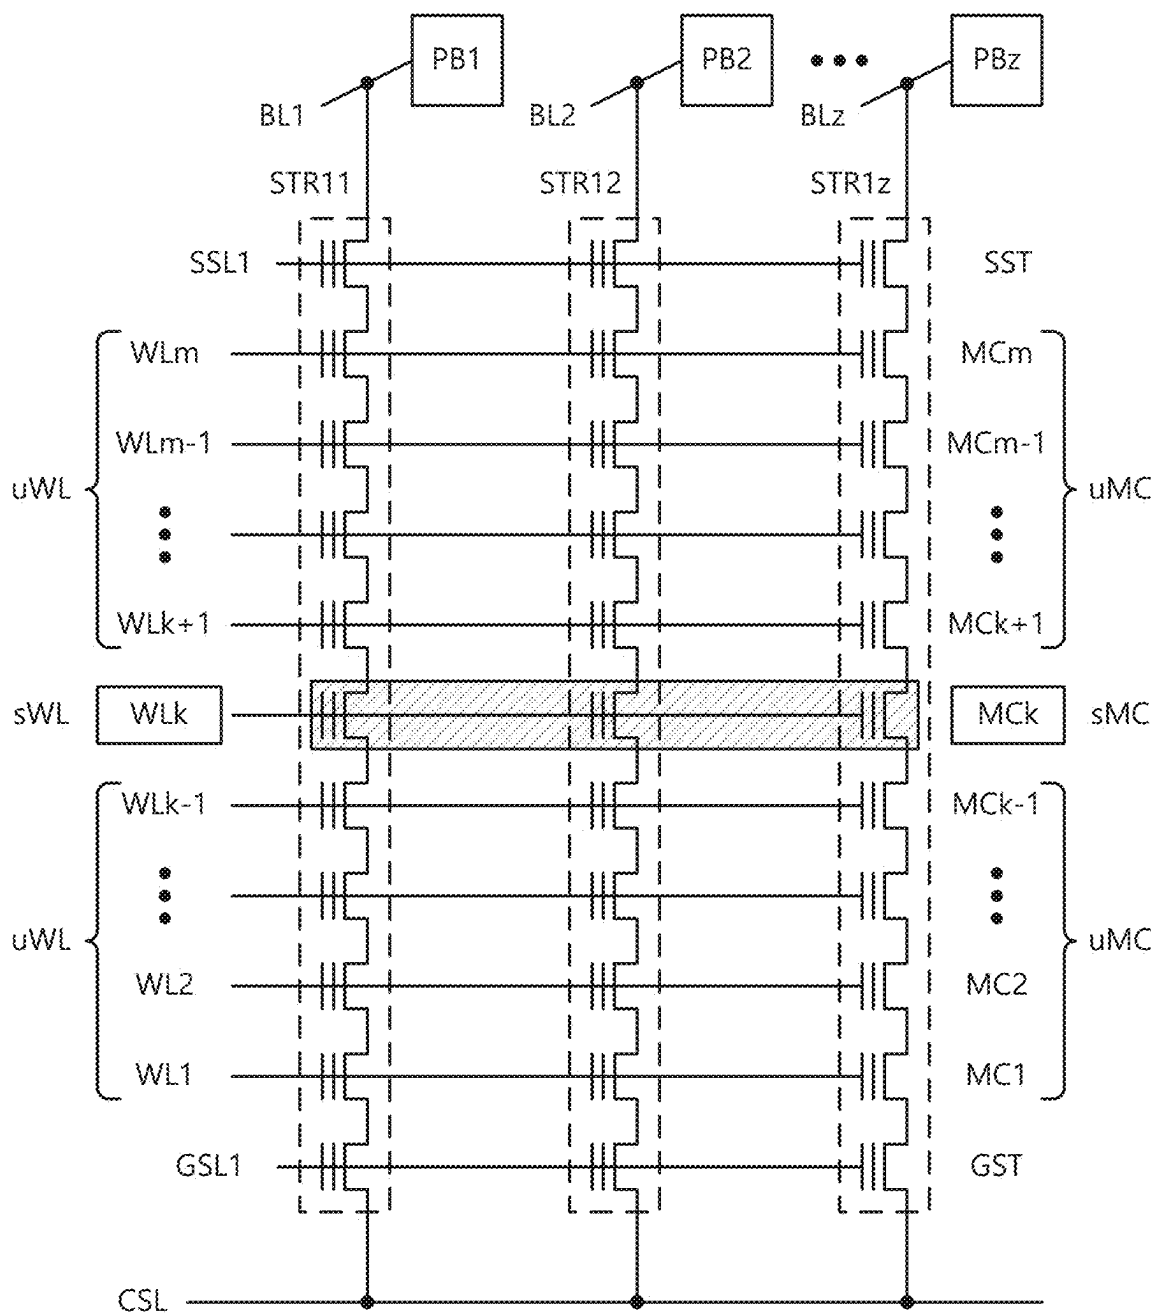 PB1 PB2 PBz
BL1 BL2 BLz
STR11 STR12 STR1z
SSL1 SST
WLm MCm
WLm-1 MCm-1
uWL uMC
WLk+1 MCk+1
sWL WLk MCk sMC
WLk-1 MCk-1
uWL uMC
WL2 MC2
WL1 MC1
GSL1 GST
CSL